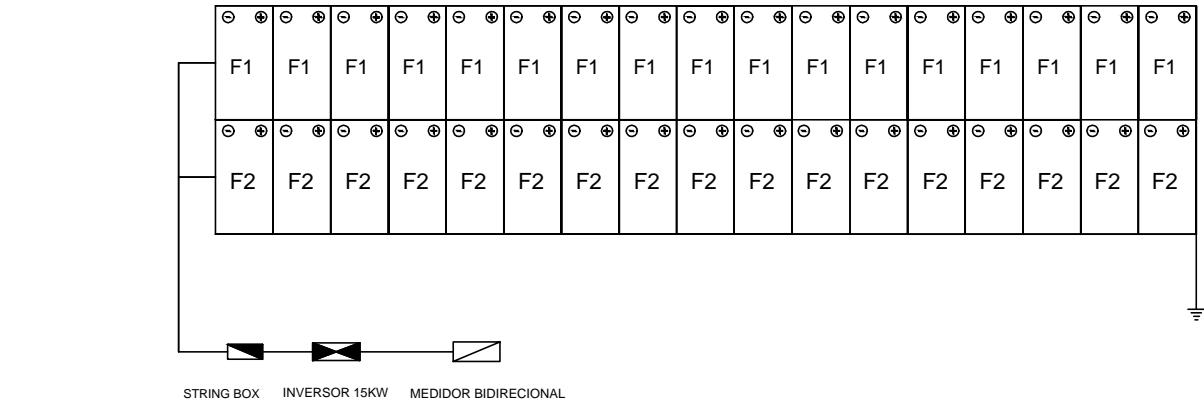 F1 F1 F1 F1 F1 F1 F1 F1 F1 F1 F1 F1 F1 F1 F1 F1 F1
F2 F2 F2 F2 F2 F2 F2 F2 F2 F2 F2 F2 F2 F2 F2 F2 F2
STRING BOX INVERSOR 15KW MEDIDOR BIDIRECIONAL